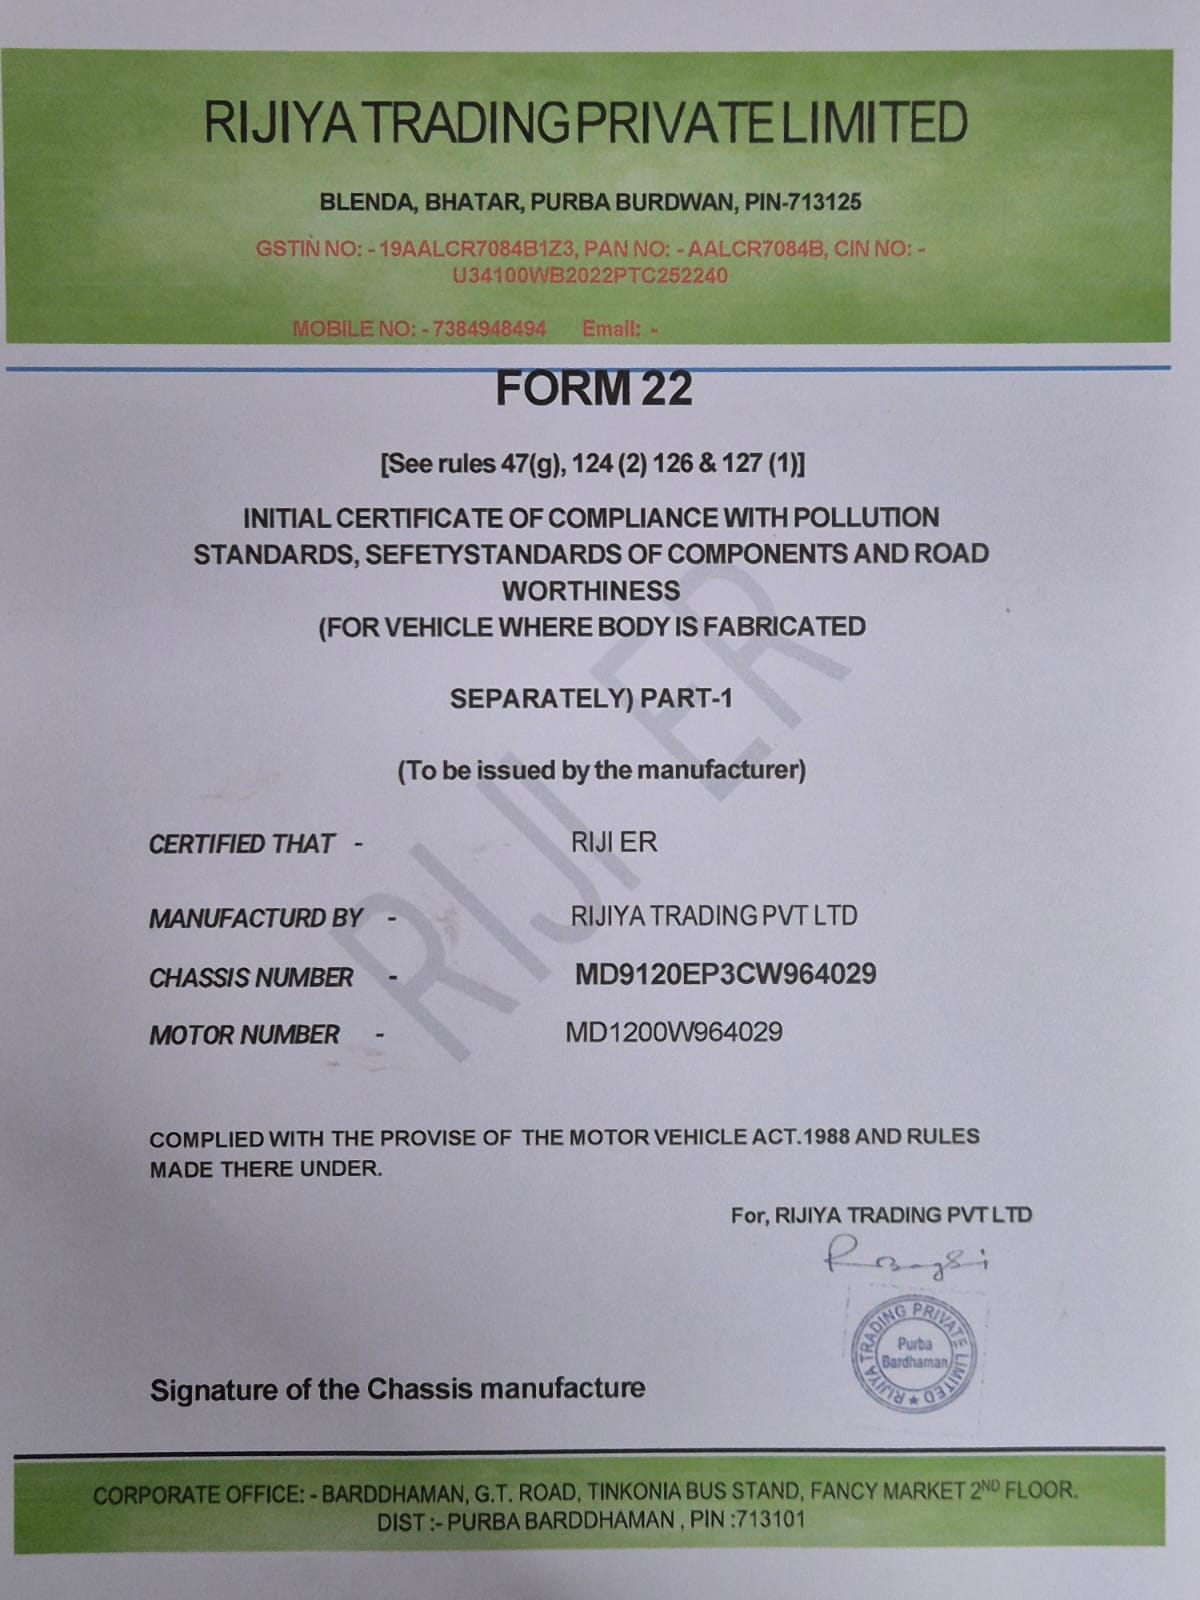 RIJIYA TRADING PRIVATE LIMITED
BLENDA, BHATAR, PURBA BURDWAN, PIN-713125
GSTIN NO: - 19AALCR7084B1Z3, PAN NO: - AALCR7084B, CIN NO: -
U34100WB2022PTC252240
MOBILE NO: - 7384948494 Email: -
FORM 22
[See rules 47(g), 124 (2) 126 & 127 (1)]
INITIAL CERTIFICATE OF COMPLIANCE WITH POLLUTION
STANDARDS, SEFETYSTANDARDS OF COMPONENTS AND ROAD
WORTHINESS
(FOR VEHICLE WHERE BODY IS FABRICATED
SEPARATELY) PART-1
(To be issued by the manufacturer)
RIJI ER
CERTIFIED THAT - RIJI ER
MANUFACTURD BY - RIJIYA TRADING PVT LTD
CHASSIS NUMBER - MD9120EP3CW964029
MOTOR NUMBER - MD1200W964029
COMPLIED WITH THE PROVISE OF THE MOTOR VEHICLE ACT.1988 AND RULES
MADE THERE UNDER.
For, RIJIYA TRADING PVT LTD
RIJIYA TRADING PRIVATE LIMITED ★
Purba
Bardhaman
Signature of the Chassis manufacture
CORPORATE OFFICE: - BARDDHAMAN, G.T. ROAD, TINKONIA BUS STAND, FANCY MARKET 2ND FLOOR.
DIST :- PURBA BARDDHAMAN , PIN :713101